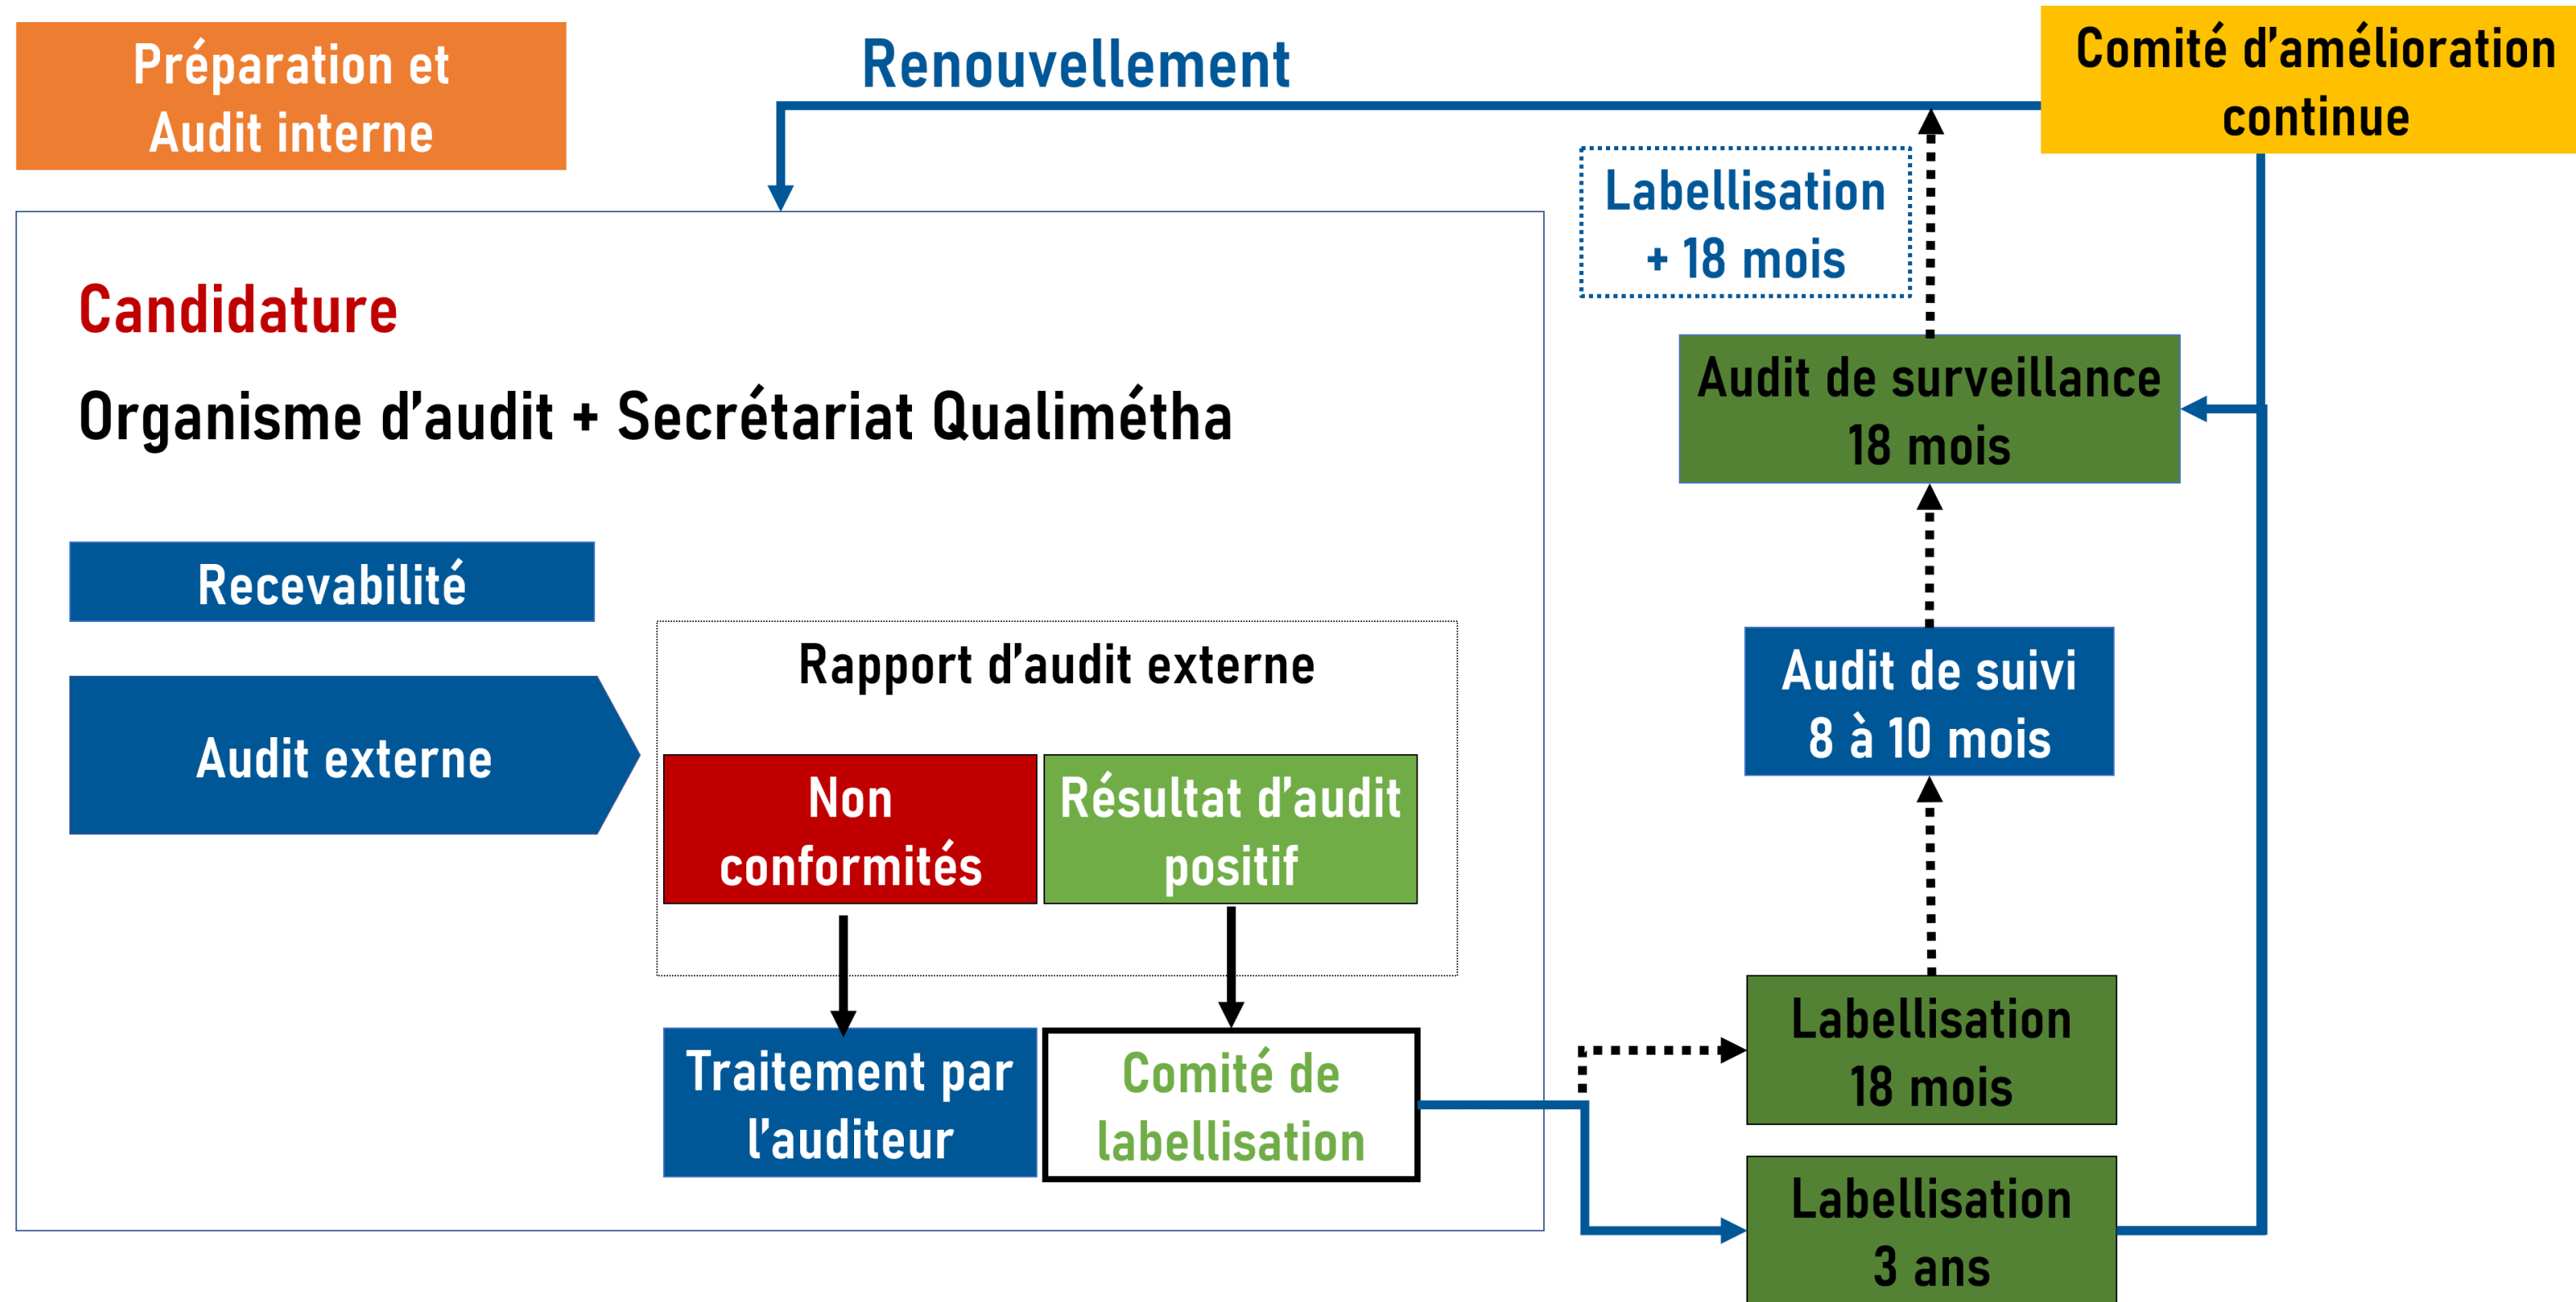 Préparation et
Audit interne
Renouvellement
Comité d’amélioration
continue
Labellisation
+ 18 mois
Candidature
Organisme d’audit + Secrétariat Qualimétha
Audit de surveillance
18 mois
Recevabilité
Audit externe
Rapport d’audit externe
Non
conformités
Résultat d’audit
positif
Audit de suivi
8 à 10 mois
Traitement par
l’auditeur
Comité de
labellisation
Labellisation
18 mois
Labellisation
3 ans